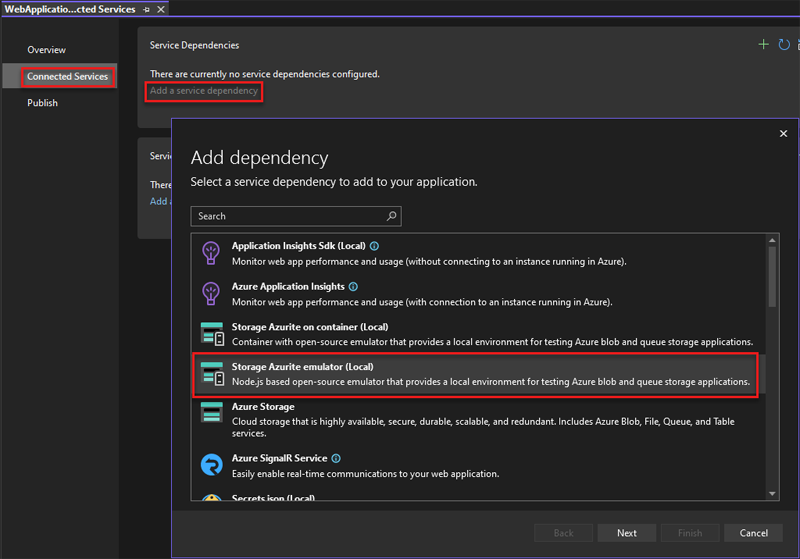 WebApplicatio...cted Services
Overview
Connected Services
Publish
Service Dependencies
There are currently no service dependencies configured.
Add a service dependency
Add dependency
Select a service dependency to add to your application.
Search
Application Insights Sdk (Local)
Monitor web app performance and usage (without connecting to an instance running in Azure).
Azure Application Insights
Monitor web app performance and usage (with connection to an instance running in Azure).
Storage Azurite on container (Local)
Container with open-source emulator that provides a local environment for testing Azure blob and queue storage applications.
Storage Azurite emulator (Local)
Node.js based open-source emulator that provides a local environment for testing Azure blob and queue storage applications.
Azure Storage
Cloud storage that is highly available, secure, durable, scalable, and redundant. Includes Azure Blob, File, Queue, and Table
services.
Azure SignalR Service
Easily enable real-time communications to your web application.
Secrets.json (Local)
Back
Next
Finish
Cancel